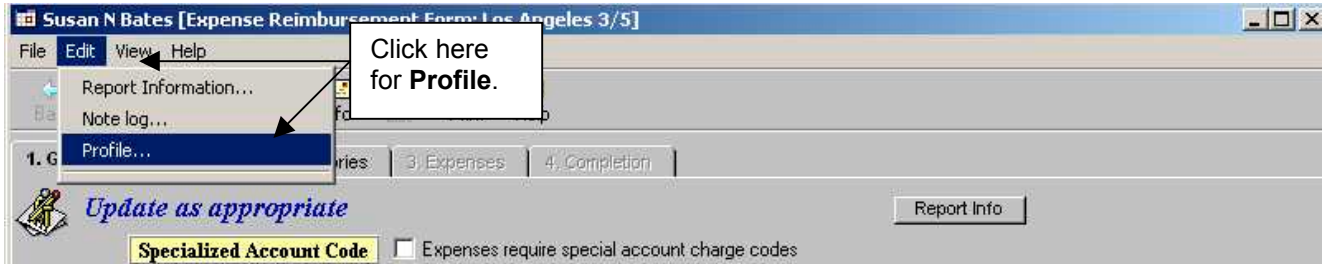 Susan N Bates [Expense Reimbursement Form: Los Angeles 3/5]
File Edit View Help
Click here
for Profile.
Report Information...
Note log...
Profile...
1. G
ries
3. Expenses
4. Completion
Update as appropriate
Report Info
Specialized Account Code
Expenses require special account charge codes